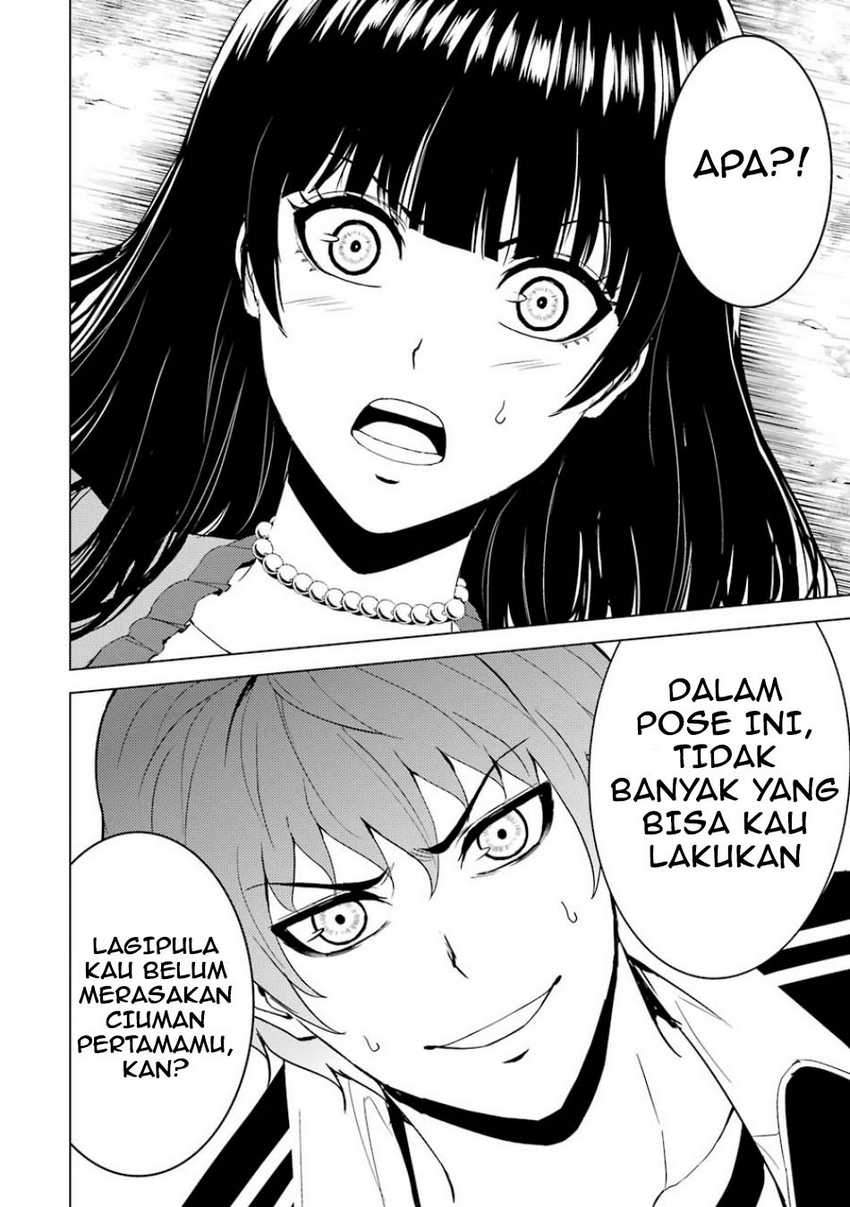 APA?!
DALAM
POSE INI,
TIDAK
BANYAK YANG
BISA KAU
LAKUKAN
LAGIPULA
KAU BELUM
MERASAKAN
CIUMAN
PERTAMAMU,
KAN?